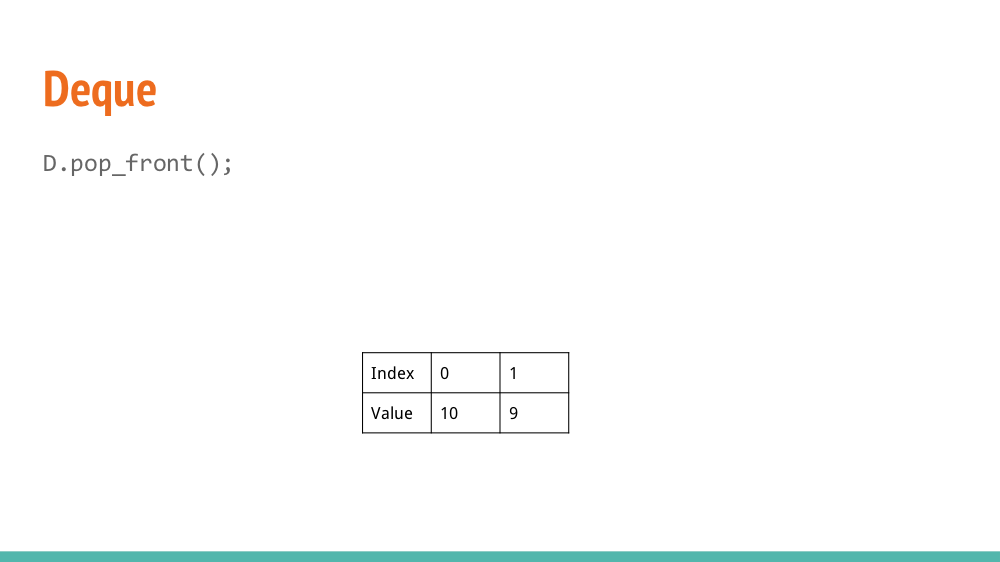 Deque
D.pop_front();
Index 0 1
Value 10 9